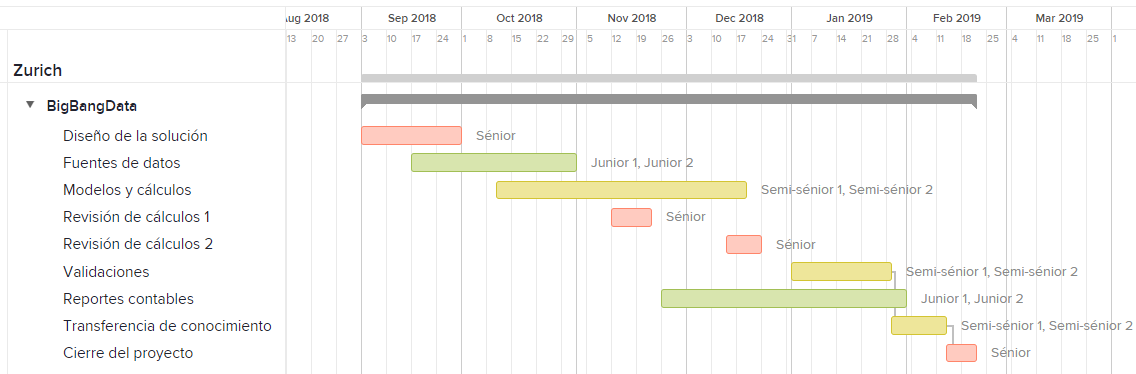 Aug 2018 Sep 2018 Oct 2018 Nov 2018 Dec 2018 Jan 2019 Feb 2019 Mar 2019
13 20 27 3 10 17 24 1 8 15 22 29 5 12 19 26 3 10 17 24 31 7 14 21 28 4 11 18 25 4 11 18 25 1
Zurich
BigBangData
Diseño de la solución Sénior
Fuentes de datos Junior 1, Junior 2
Modelos y cálculos Semi-sénior 1, Semi-sénior 2
Revisión de cálculos 1 Sénior
Revisión de cálculos 2 Sénior
Validaciones Semi-sénior 1, Semi-sénior 2
Reportes contables Junior 1, Junior 2
Transferencia de conocimiento Semi-sénior 1, Semi-sénior 2
Cierre del proyecto Sénior